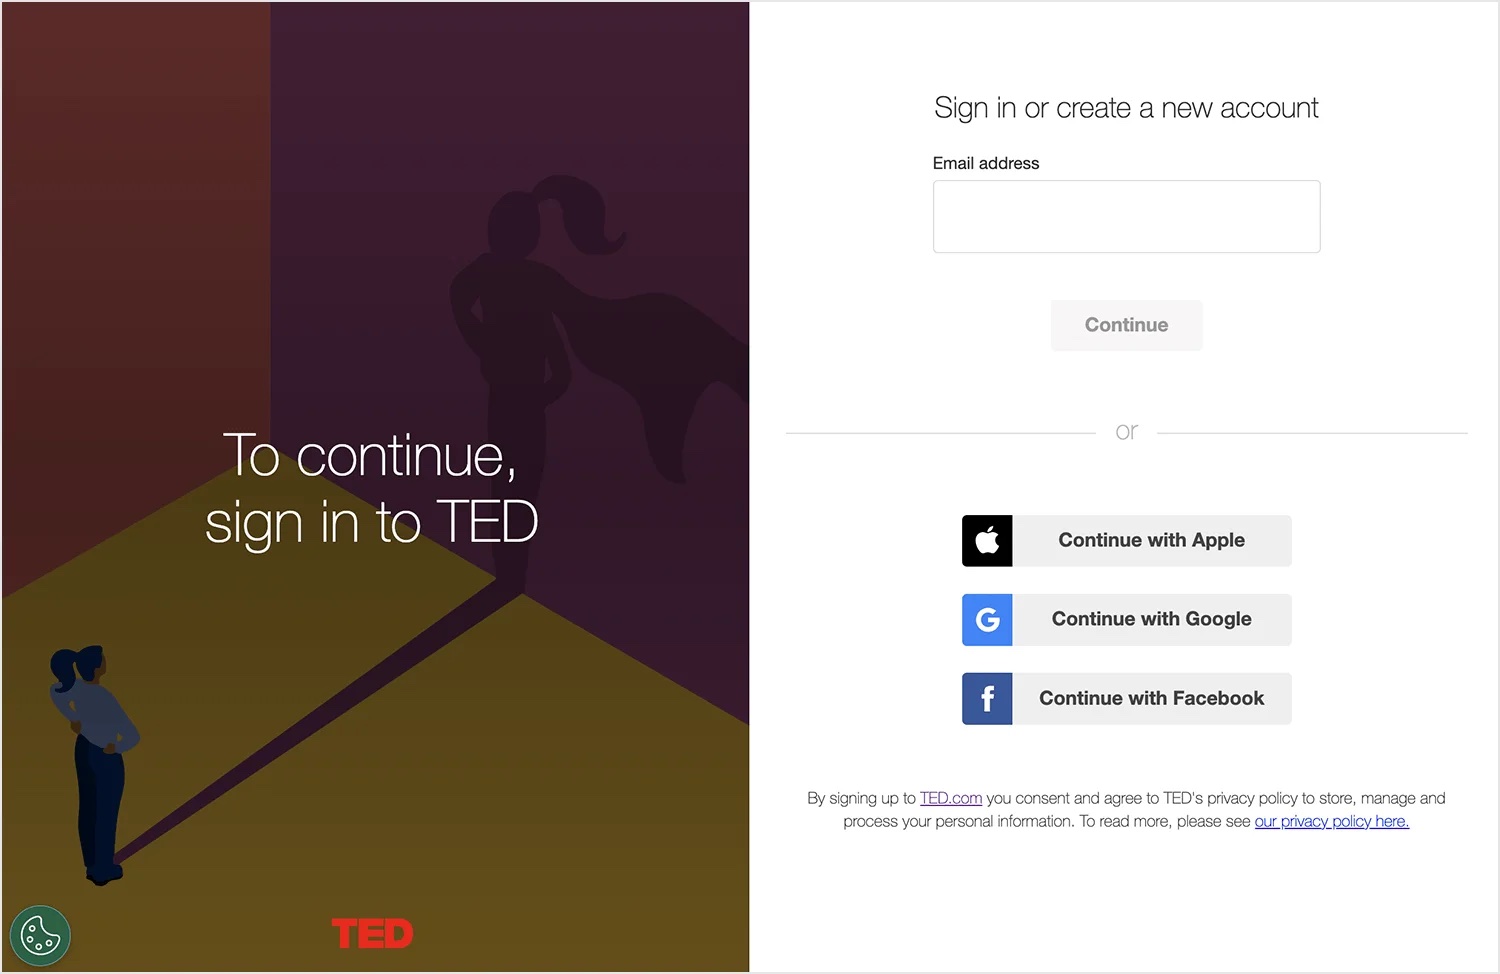 To continue,
sign in to TED
TED
Sign in or create a new account
Email address
Continue
or
Continue with Apple
G
Continue with Google
f
Continue with Facebook
By signing up to TED.com you consent and agree to TED's privacy policy to store, manage and
process your personal information. To read more, please see our privacy policy here.